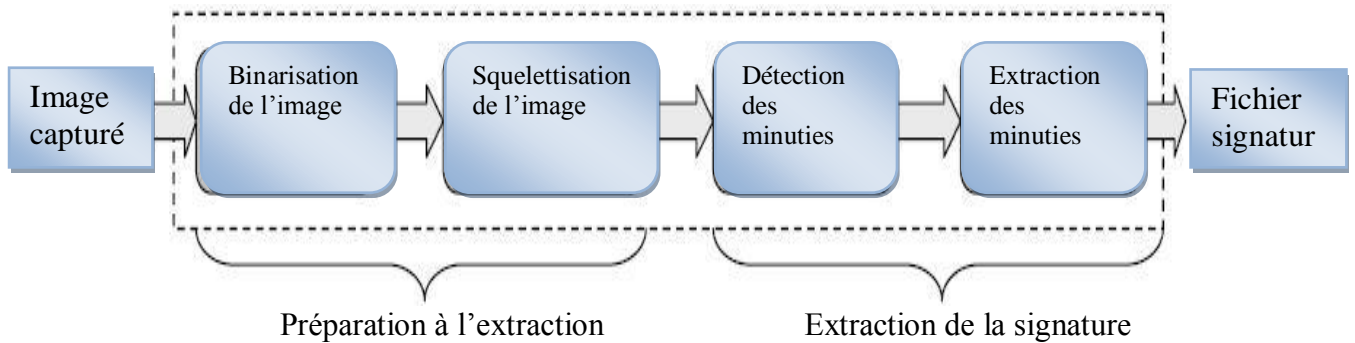 Image
capturé
Binarisation
de l’image
Squelettisation
de l’image
Détection
des
minuties
Extraction
des
minuties
Fichier
signatur
Préparation à l’extraction
Extraction de la signature